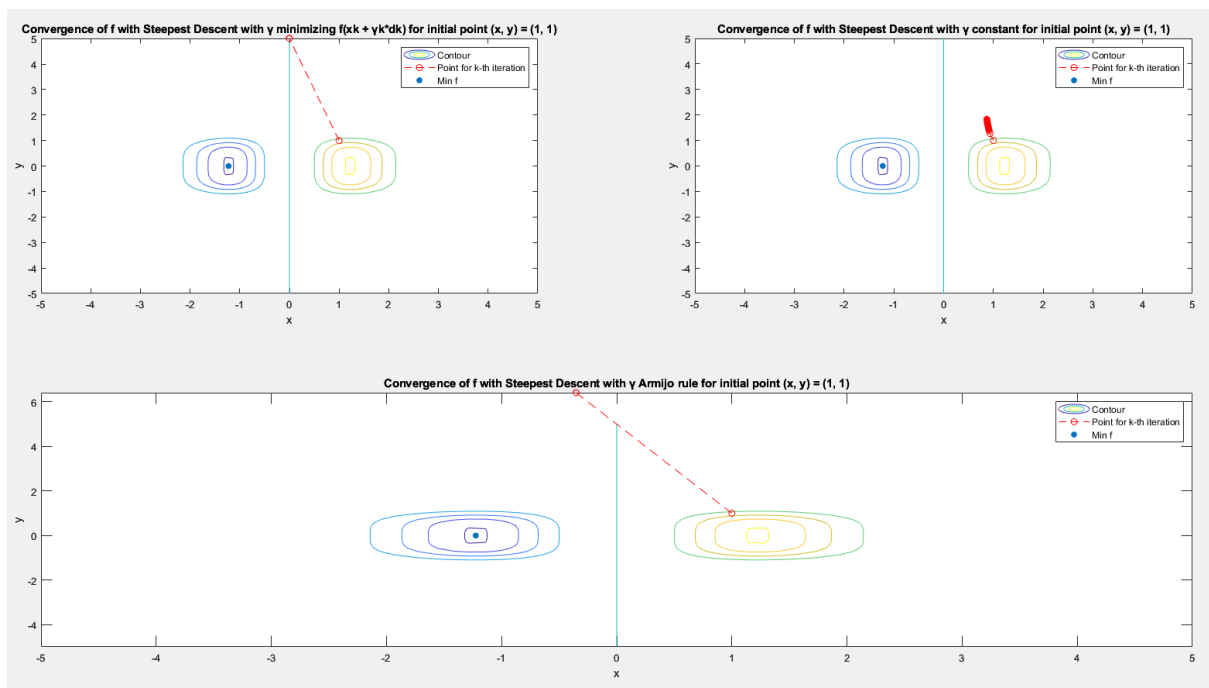 Convergence of f with Steepest Descent with γ minimizing f(xk + γk*dk) for initial point (x, y) = (1, 1)
5
4
3
2
1
0
-1
-2
-3
-4
-5
y
-5 -4 -3 -2 -1 0 1 2 3 4 5
x
Contour
Point for k-th iteration
Min f
Convergence of f with Steepest Descent with γ constant for initial point (x, y) = (1, 1)
5
4
3
2
1
0
-1
-2
-3
-4
-5
y
-5 -4 -3 -2 -1 0 1 2 3 4 5
x
Contour
Point for k-th iteration
Min f
Convergence of f with Steepest Descent with γ Armijo rule for initial point (x, y) = (1, 1)
6
4
2
0
-2
-4
y
-5 -4 -3 -2 -1 0 1 2 3 4 5
x
Contour
Point for k-th iteration
Min f